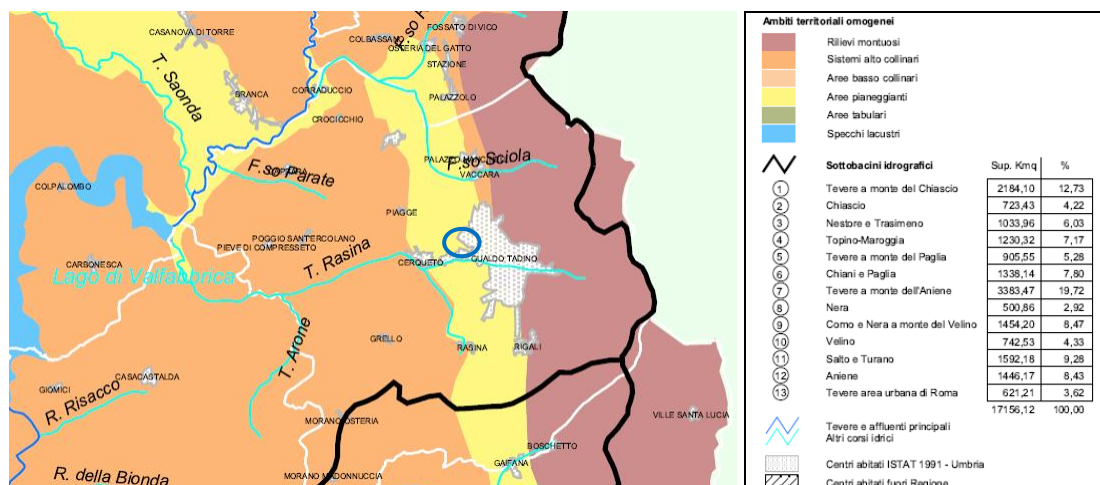 FOSSATO DI VICO
CASANOVA DI TORRE
COLBASSANO
OSTERIA DEL GATTO
STAZIONE
T. Saonda
BRANCA
CORRADUCCIO
PALAZZOLO
CROCICCHIO
F.so Sciola
VACCARA
F.so Parate
COLPALOMBO
PIAGGE
POGGIO SANT'ERCOLANO
PIEVE DI COMPRESSETO
T. Rasina
CARBONESCA
CERQUETO
GUALDO TADINO
Lago di Valfabbrica
T. Arone
GRELLO
RASINA
RIGALI
CASACASTALDA
GIOMICI
R. Risacco
MORANO OSTERIA
VILLE SANTA LUCIA
BOSCHETTO
GAIFANA
R. della Bionda
MORANO MADONNUCCIA
Ambiti territoriali omogenei
Rilievi montuosi
Sistemi alto collinari
Aree basso collinari
Aree pianeggianti
Aree tabulari
Specchi lacustri
Sottobacini idrografici Sup. Kmq %
1 Tevere a monte del Chiascio 2184,10 12,73
2 Chiascio 723,43 4,22
3 Nestore e Trasimeno 1033,96 6,03
4 Topino-Maroggia 1230,32 7,17
5 Tevere a monte del Paglia 905,55 5,28
6 Chiani e Paglia 1338,14 7,80
7 Tevere a monte dell'Aniene 3383,47 19,72
8 Nera 500,86 2,92
9 Corno e Nera a monte del Velino 1454,20 8,47
10 Velino 742,53 4,33
11 Salto e Turano 1592,18 9,28
12 Aniene 1446,17 8,43
13 Tevere area urbana di Roma 621,21 3,62
17156,12 100,00
Tevere e affluenti principali
Altri corsi idrici
Centri abitati ISTAT 1991 - Umbria
Centri abitati fuori Regione